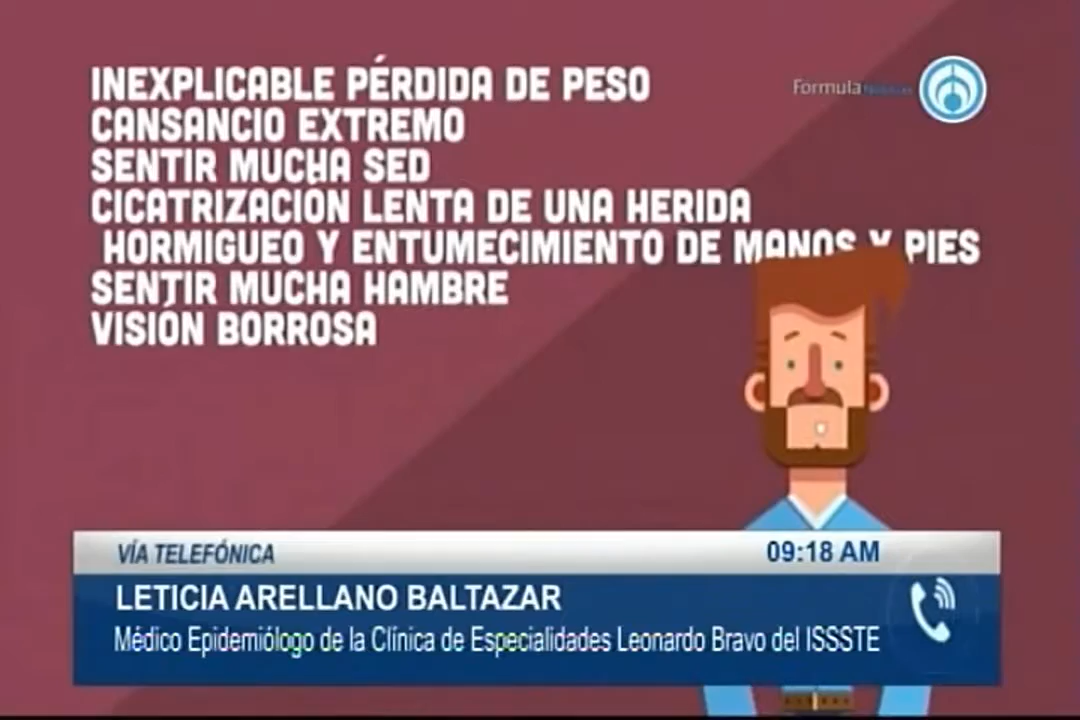 INEXPLICABLE PÉRDIDA DE PESO
Fórmula Noticias
CANSANCIO EXTREMO
SENTIR MUCHA SED
CICATRIZACIÓN LENTA DE UNA HERIDA
HORMIGUEO Y ENTUMECIMIENTO DE MANOS Y PIES
SENTIR MUCHA HAMBRE
VISIÓN BORROSA
VÍA TELEFÓNICA
09:18 AM
LETICIA ARELLANO BALTAZAR
Médico Epidemiólogo de la Clínica de Especialidades Leonardo Bravo del ISSSTE